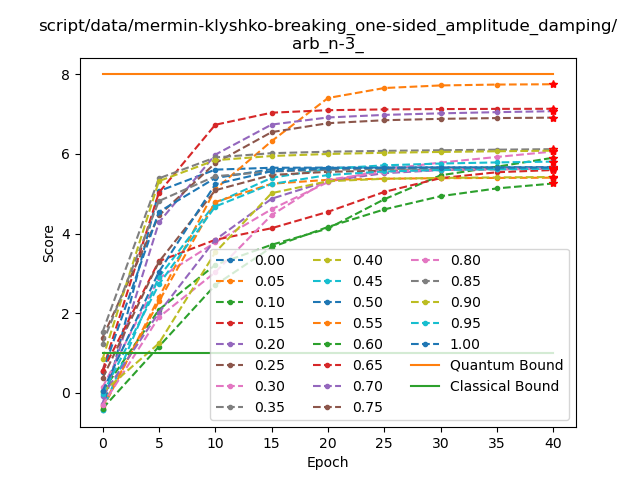 script/data/mermin-klyshko-breaking_one-sided_amplitude_damping/
arb_n-3_
8
6
4
2
0
Score
0 5 10 15 20 25 30 35 40
Epoch
0.00 0.40 0.80
0.05 0.45 0.85
0.10 0.50 0.90
0.15 0.55 0.95
0.20 0.60 1.00
0.25 0.65 Quantum Bound
0.30 0.70 Classical Bound
0.35 0.75